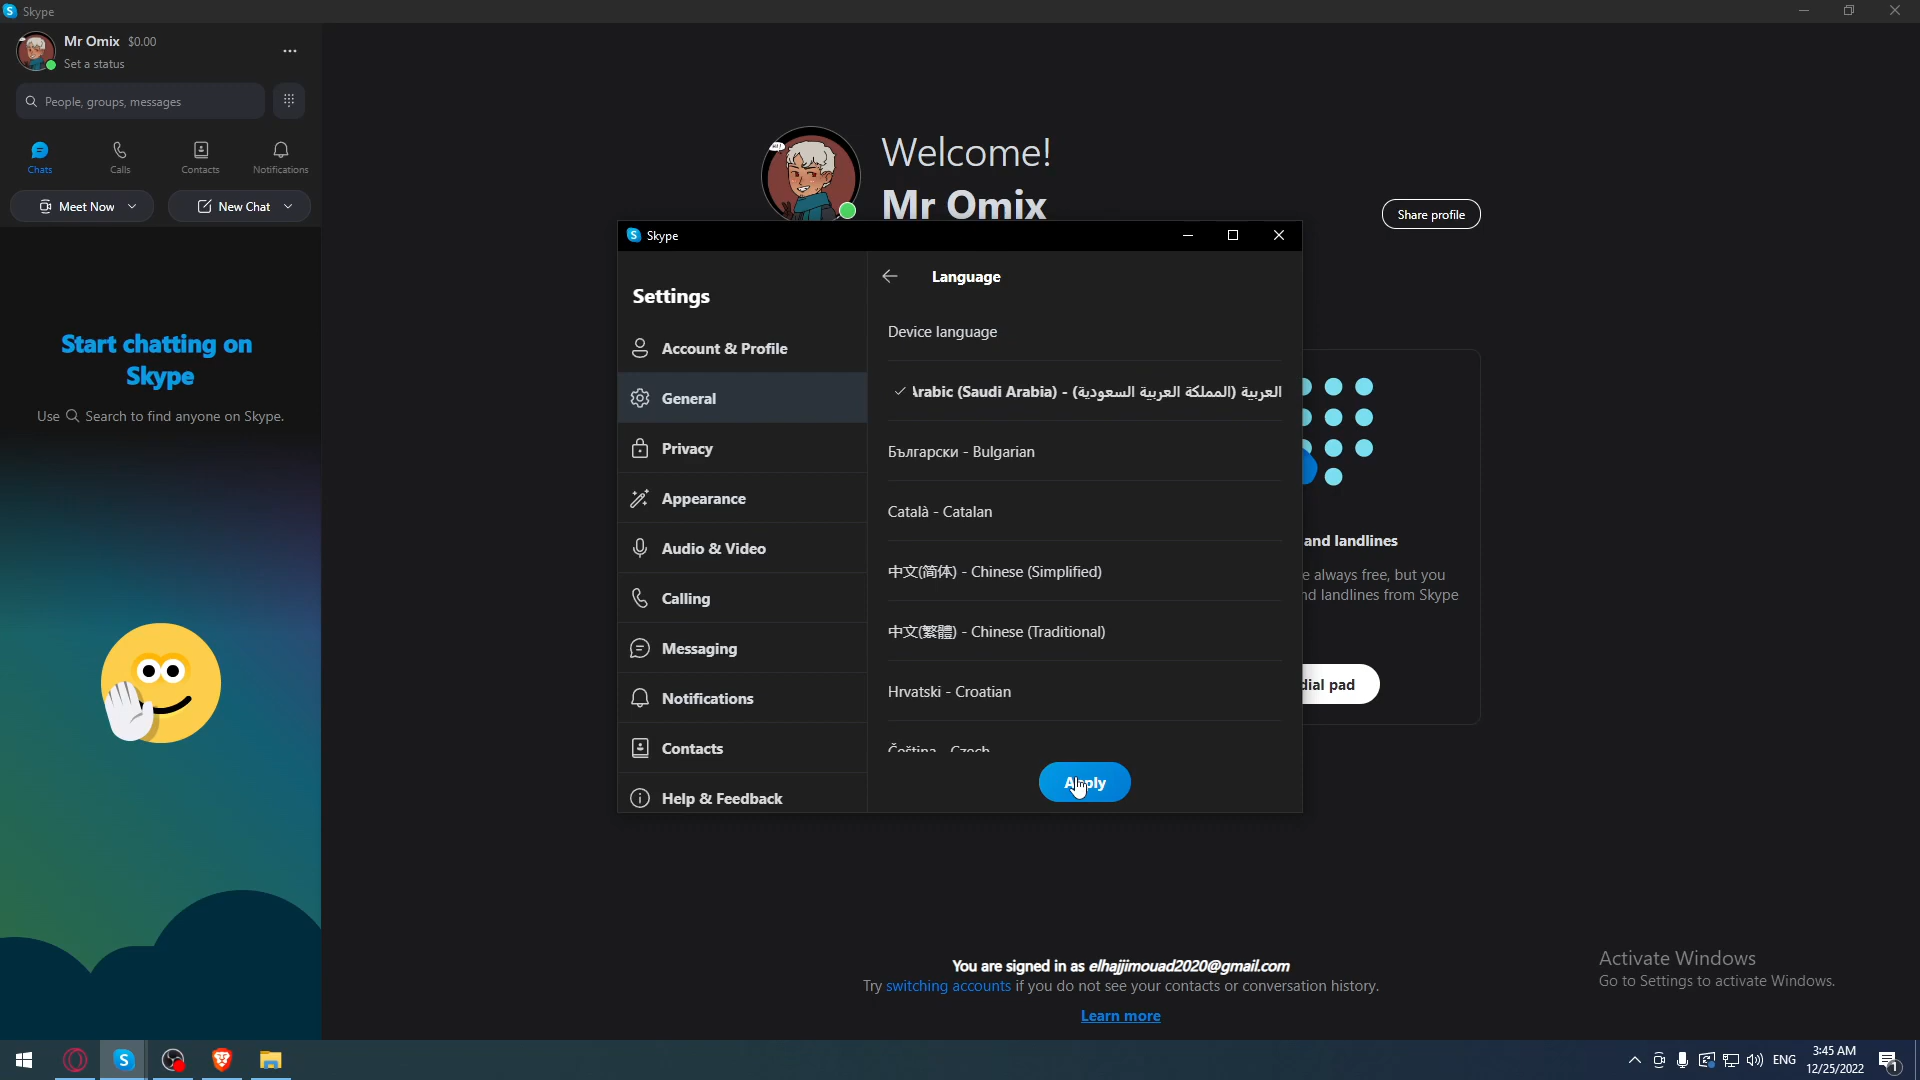 Skype
Mr Omix $0.00
Set a status
People, groups, messages
Chats
Calls
Contacts
Notifications
Meet Now
New Chat
Start chatting on
Skype
Use Search to find anyone on Skype.
Welcome!
Mr Omix
Share profile
Skype
Settings
Account & Profile
General
Privacy
Appearance
Audio & Video
Calling
Messaging
Notifications
Contacts
Help & Feedback
Language
Device language
Arabic (Saudi Arabia) - العربية (المملكة العربية السعودية)
Български - Bulgarian
Català - Catalan
中文(简体) - Chinese (Simplified)
中文(繁體) - Chinese (Traditional)
Hrvatski - Croatian
Čeština - Czech
Apply
and landlines
e always free, but you
nd landlines from Skype
dial pad
You are signed in as elhajjimouad2020@gmail.com
Try switching accounts if you do not see your contacts or conversation history.
Learn more
Activate Windows
Go to Settings to activate Windows.
ENG
3:45 AM
12/25/2022
1